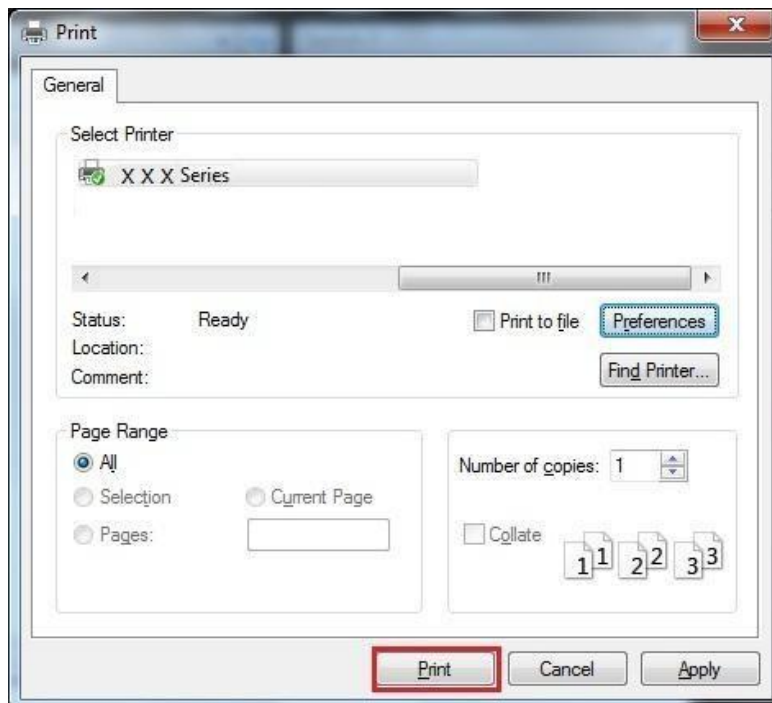 Print
General
Select Printer
X X X Series
Status: Ready
Print to file
Preferences
Location:
Comment:
Find Printer...
Page Range
All
Selection
Current Page
Pages:
Number of copies: 1
Collate
1 1 2 2 3 3
Print
Cancel
Apply